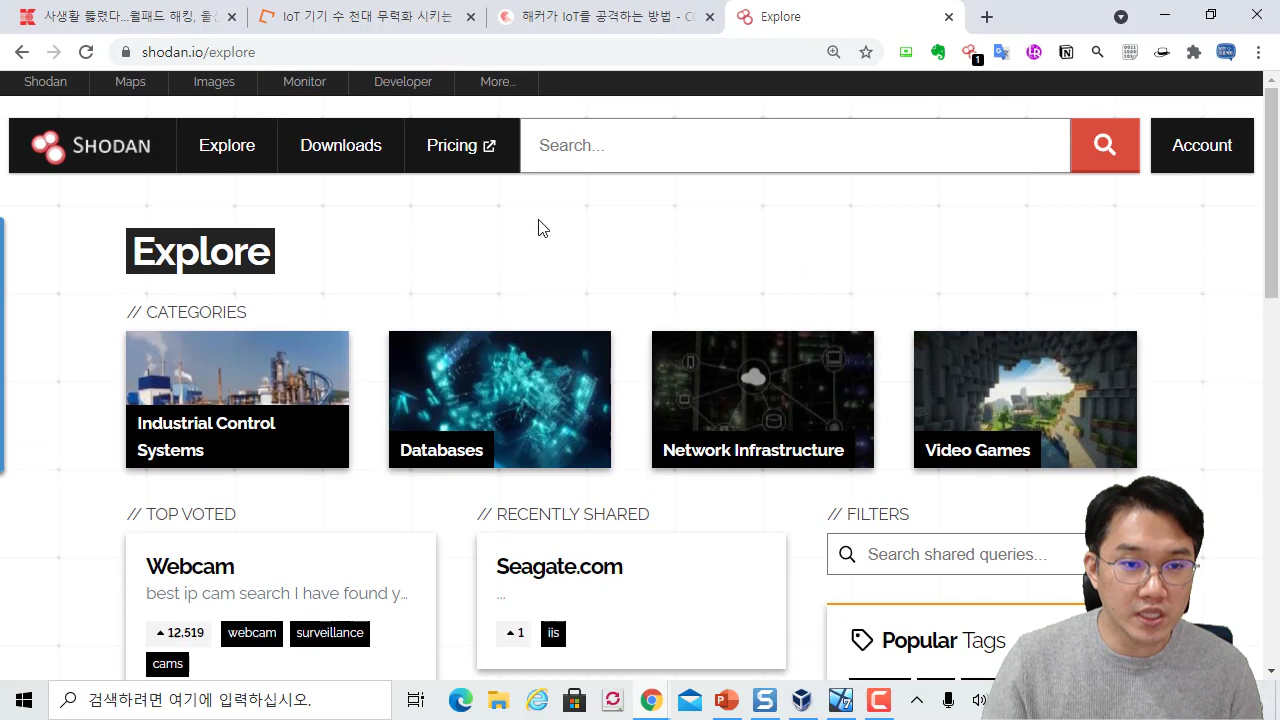 사생활 뚫렸다...월패드 해킹, 출
IoT 기기 수 천대 무력화 시키는
해커가 IoT를 공격하는 방법 - CC
Explore
shodan.io/explore
1
Shodan Maps Images Monitor Developer More...
SHODAN Explore Downloads Pricing Search... Account
Explore
// CATEGORIES
Industrial Control
Systems
Databases
Network Infrastructure
Video Games
// TOP VOTED
// RECENTLY SHARED
// FILTERS
Webcam
best ip cam search I have found y...
12,519 webcam surveillance
cams
Seagate.com
...
1 iis
Search shared queries...
Popular Tags
검색하려면 여기에 입력하십시오.